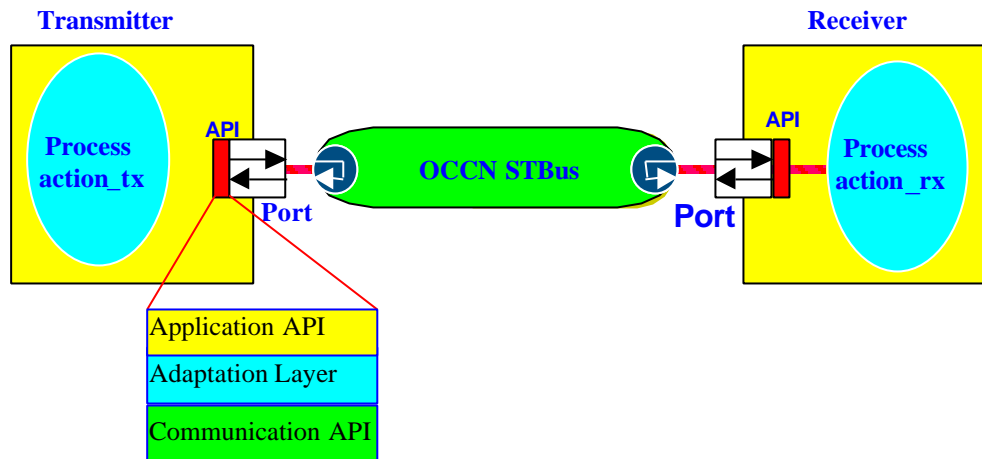 Transmitter
Receiver
API
API
Process
action_tx
OCCN STBus
Process
action_rx
Port
Port
Application API
Adaptation Layer
Communication API